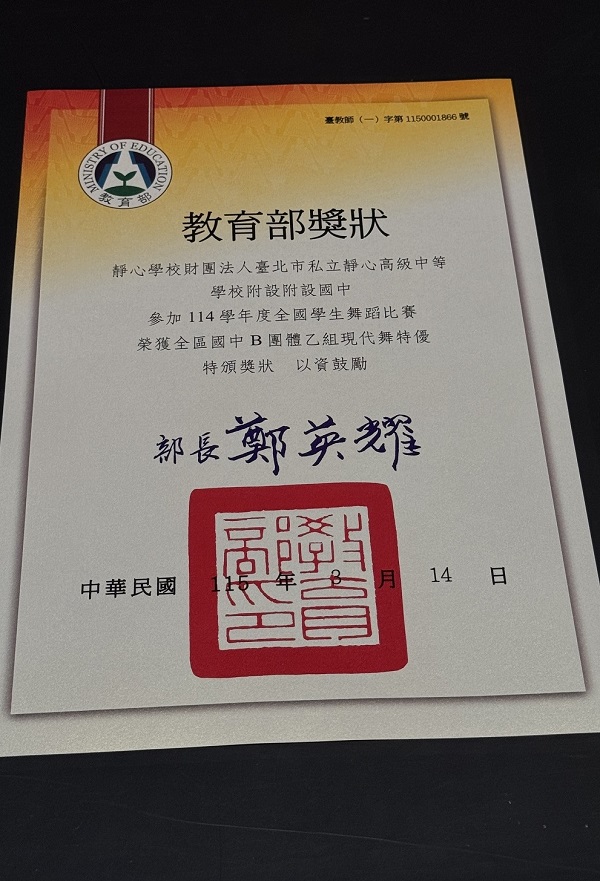 臺教師（一）字第 1150001866 號
MINISTRY OF EDUCATION
教育部
教育部獎狀
靜心學校財團法人臺北市私立靜心高級中等
學校附設附設國中
參加 114 學年度全國學生舞蹈比賽
榮獲全區國中 B 團體乙組現代舞特優
特頒獎狀　以資鼓勵
部長 鄭英耀
教育部印
中華民國 115 年 3 月 14 日